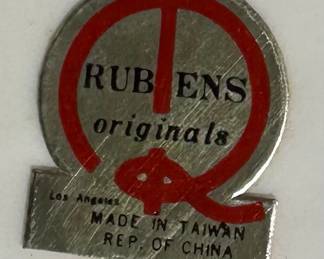 RUBENS
originals
Los Angeles
MADE IN TAIWAN
REP. OF CHINA